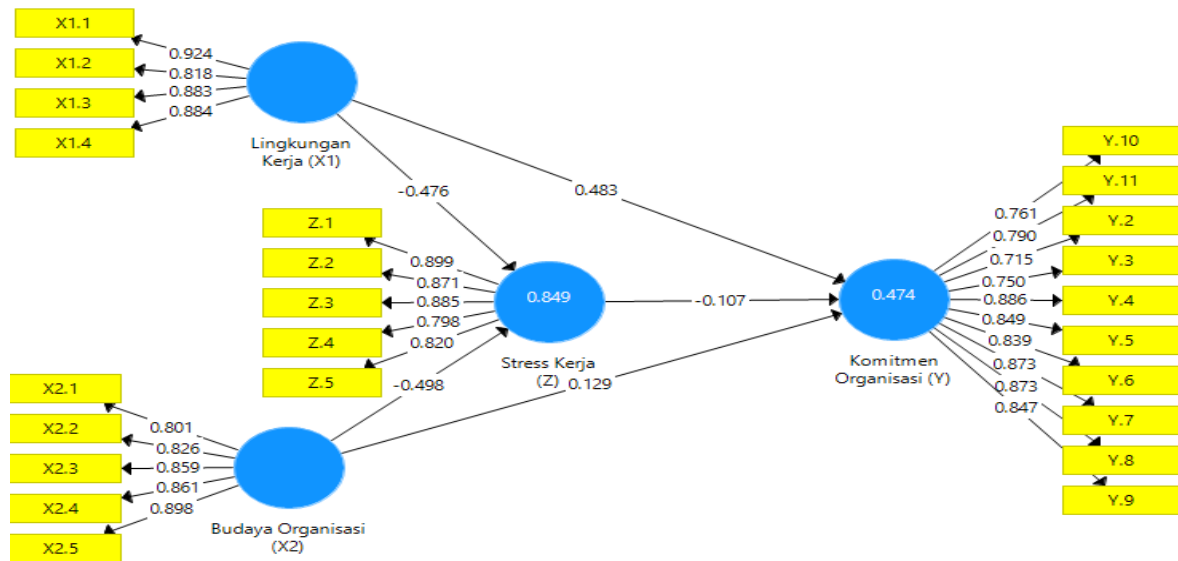 X1.1
X1.2
X1.3
X1.4
0.924
0.818
0.883
0.884
Lingkungan
Kerja (X1)
-0.476
0.483
Z.1
Z.2
Z.3
Z.4
Z.5
0.899
0.871
0.885
0.798
0.820
0.849
Stress Kerja
(Z)
-0.107
-0.498
0.129
X2.1
X2.2
X2.3
X2.4
X2.5
0.801
0.826
0.859
0.861
0.898
Budaya Organisasi
(X2)
0.474
Komitmen
Organisasi (Y)
0.761
0.790
0.715
0.750
0.886
0.849
0.839
0.873
0.873
0.847
Y.10
Y.11
Y.2
Y.3
Y.4
Y.5
Y.6
Y.7
Y.8
Y.9